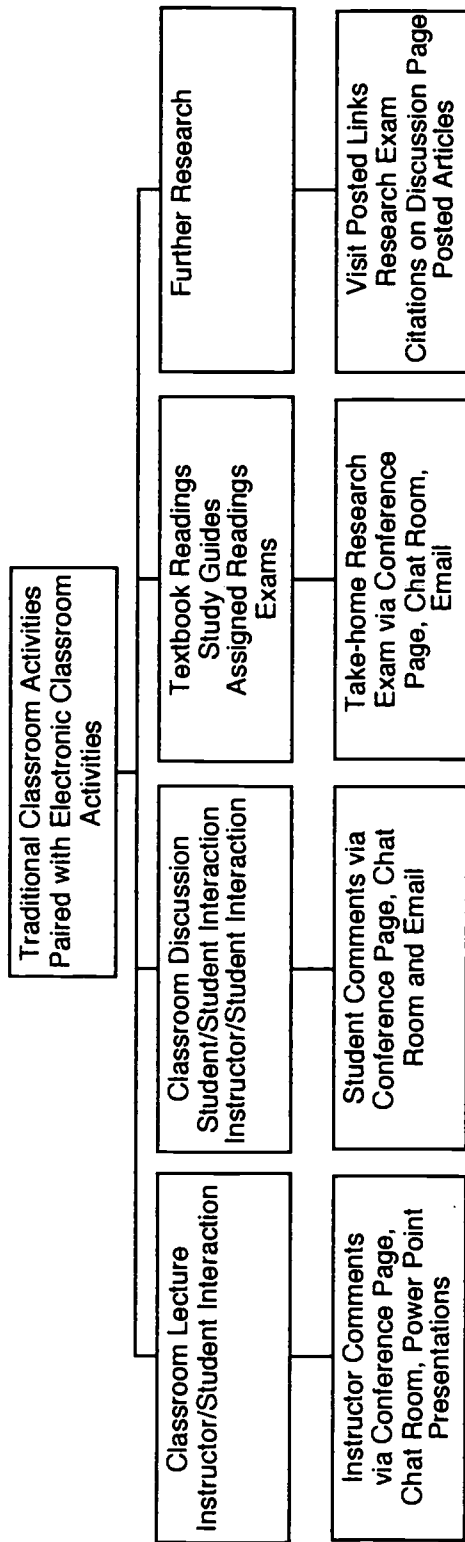 Traditional Classroom Activities
Paired with Electronic Classroom
Activities
Classroom Lecture
Instructor/Student Interaction
Classroom Discussion
Student/Student Interaction
Instructor/Student Interaction
Textbook Readings
Study Guides
Assigned Readings
Exams
Further Research
Instructor Comments
via Conference Page,
Chat Room, Power Point
Presentations
Student Comments via
Conference Page, Chat
Room and Email
Take-home Research
Exam via Conference
Page, Chat Room,
Email
Visit Posted Links
Research Exam
Citations on Discussion Page
Posted Articles